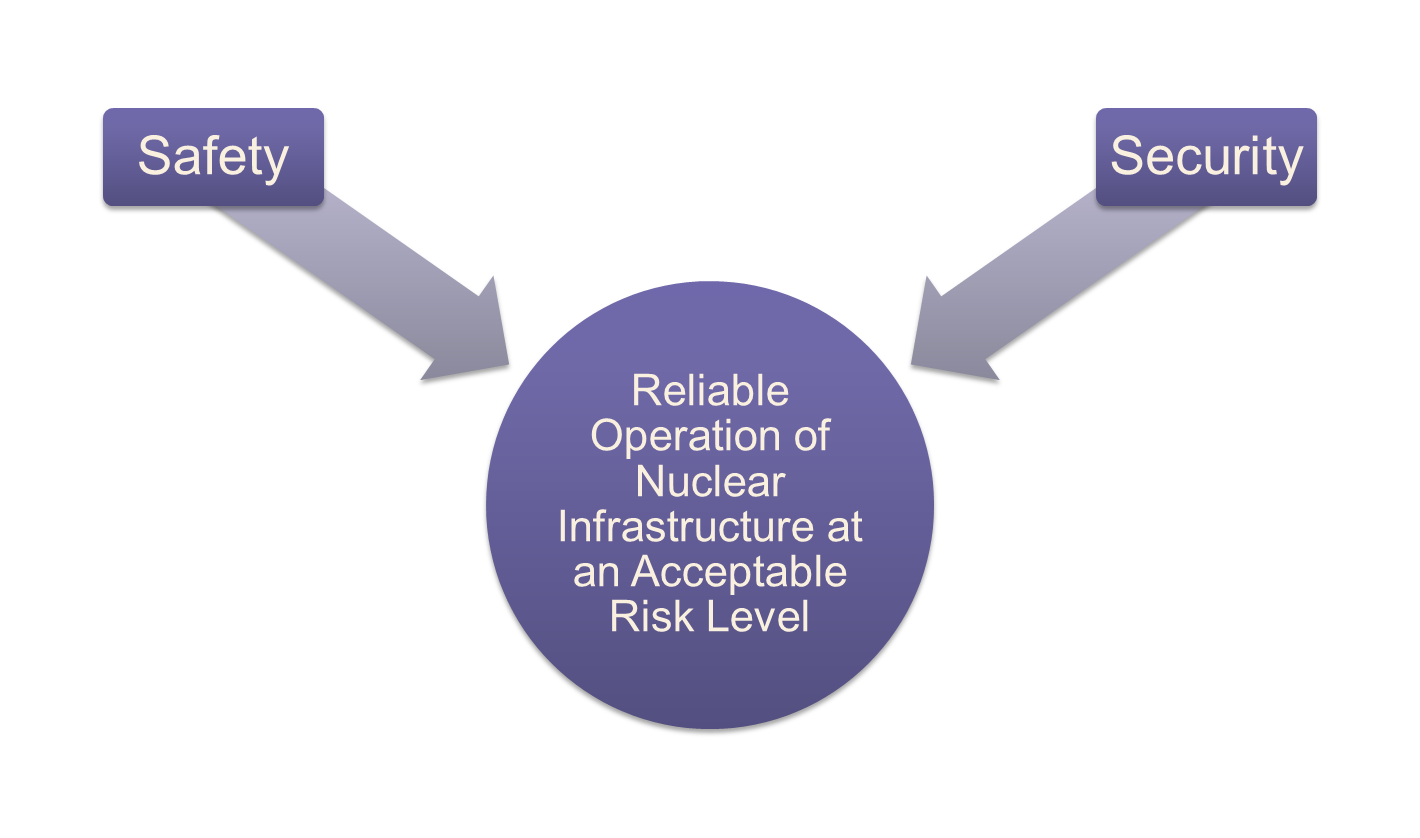 Safety
Security
Reliable
Operation of
Nuclear
Infrastructure at
an Acceptable
Risk Level